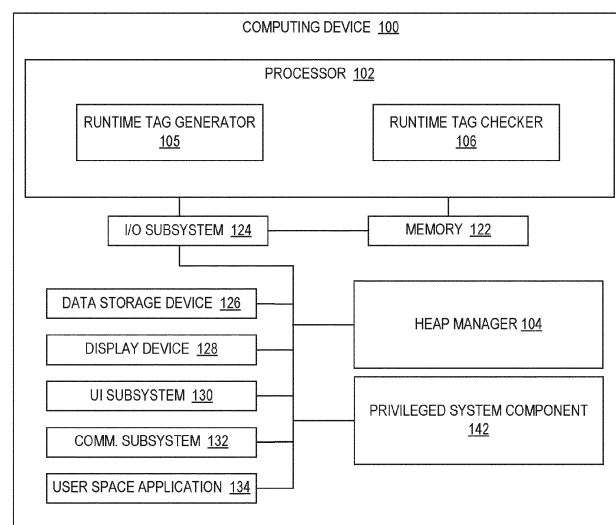 COMPUTING DEVICE 100
PROCESSOR 102
RUNTIME TAG GENERATOR
105
RUNTIME TAG CHECKER
106
I/O SUBSYSTEM 124
MEMORY 122
DATA STORAGE DEVICE 126
DISPLAY DEVICE 128
UI SUBSYSTEM 130
COMM. SUBSYSTEM 132
USER SPACE APPLICATION 134
HEAP MANAGER 104
PRIVILEGED SYSTEM COMPONENT
142